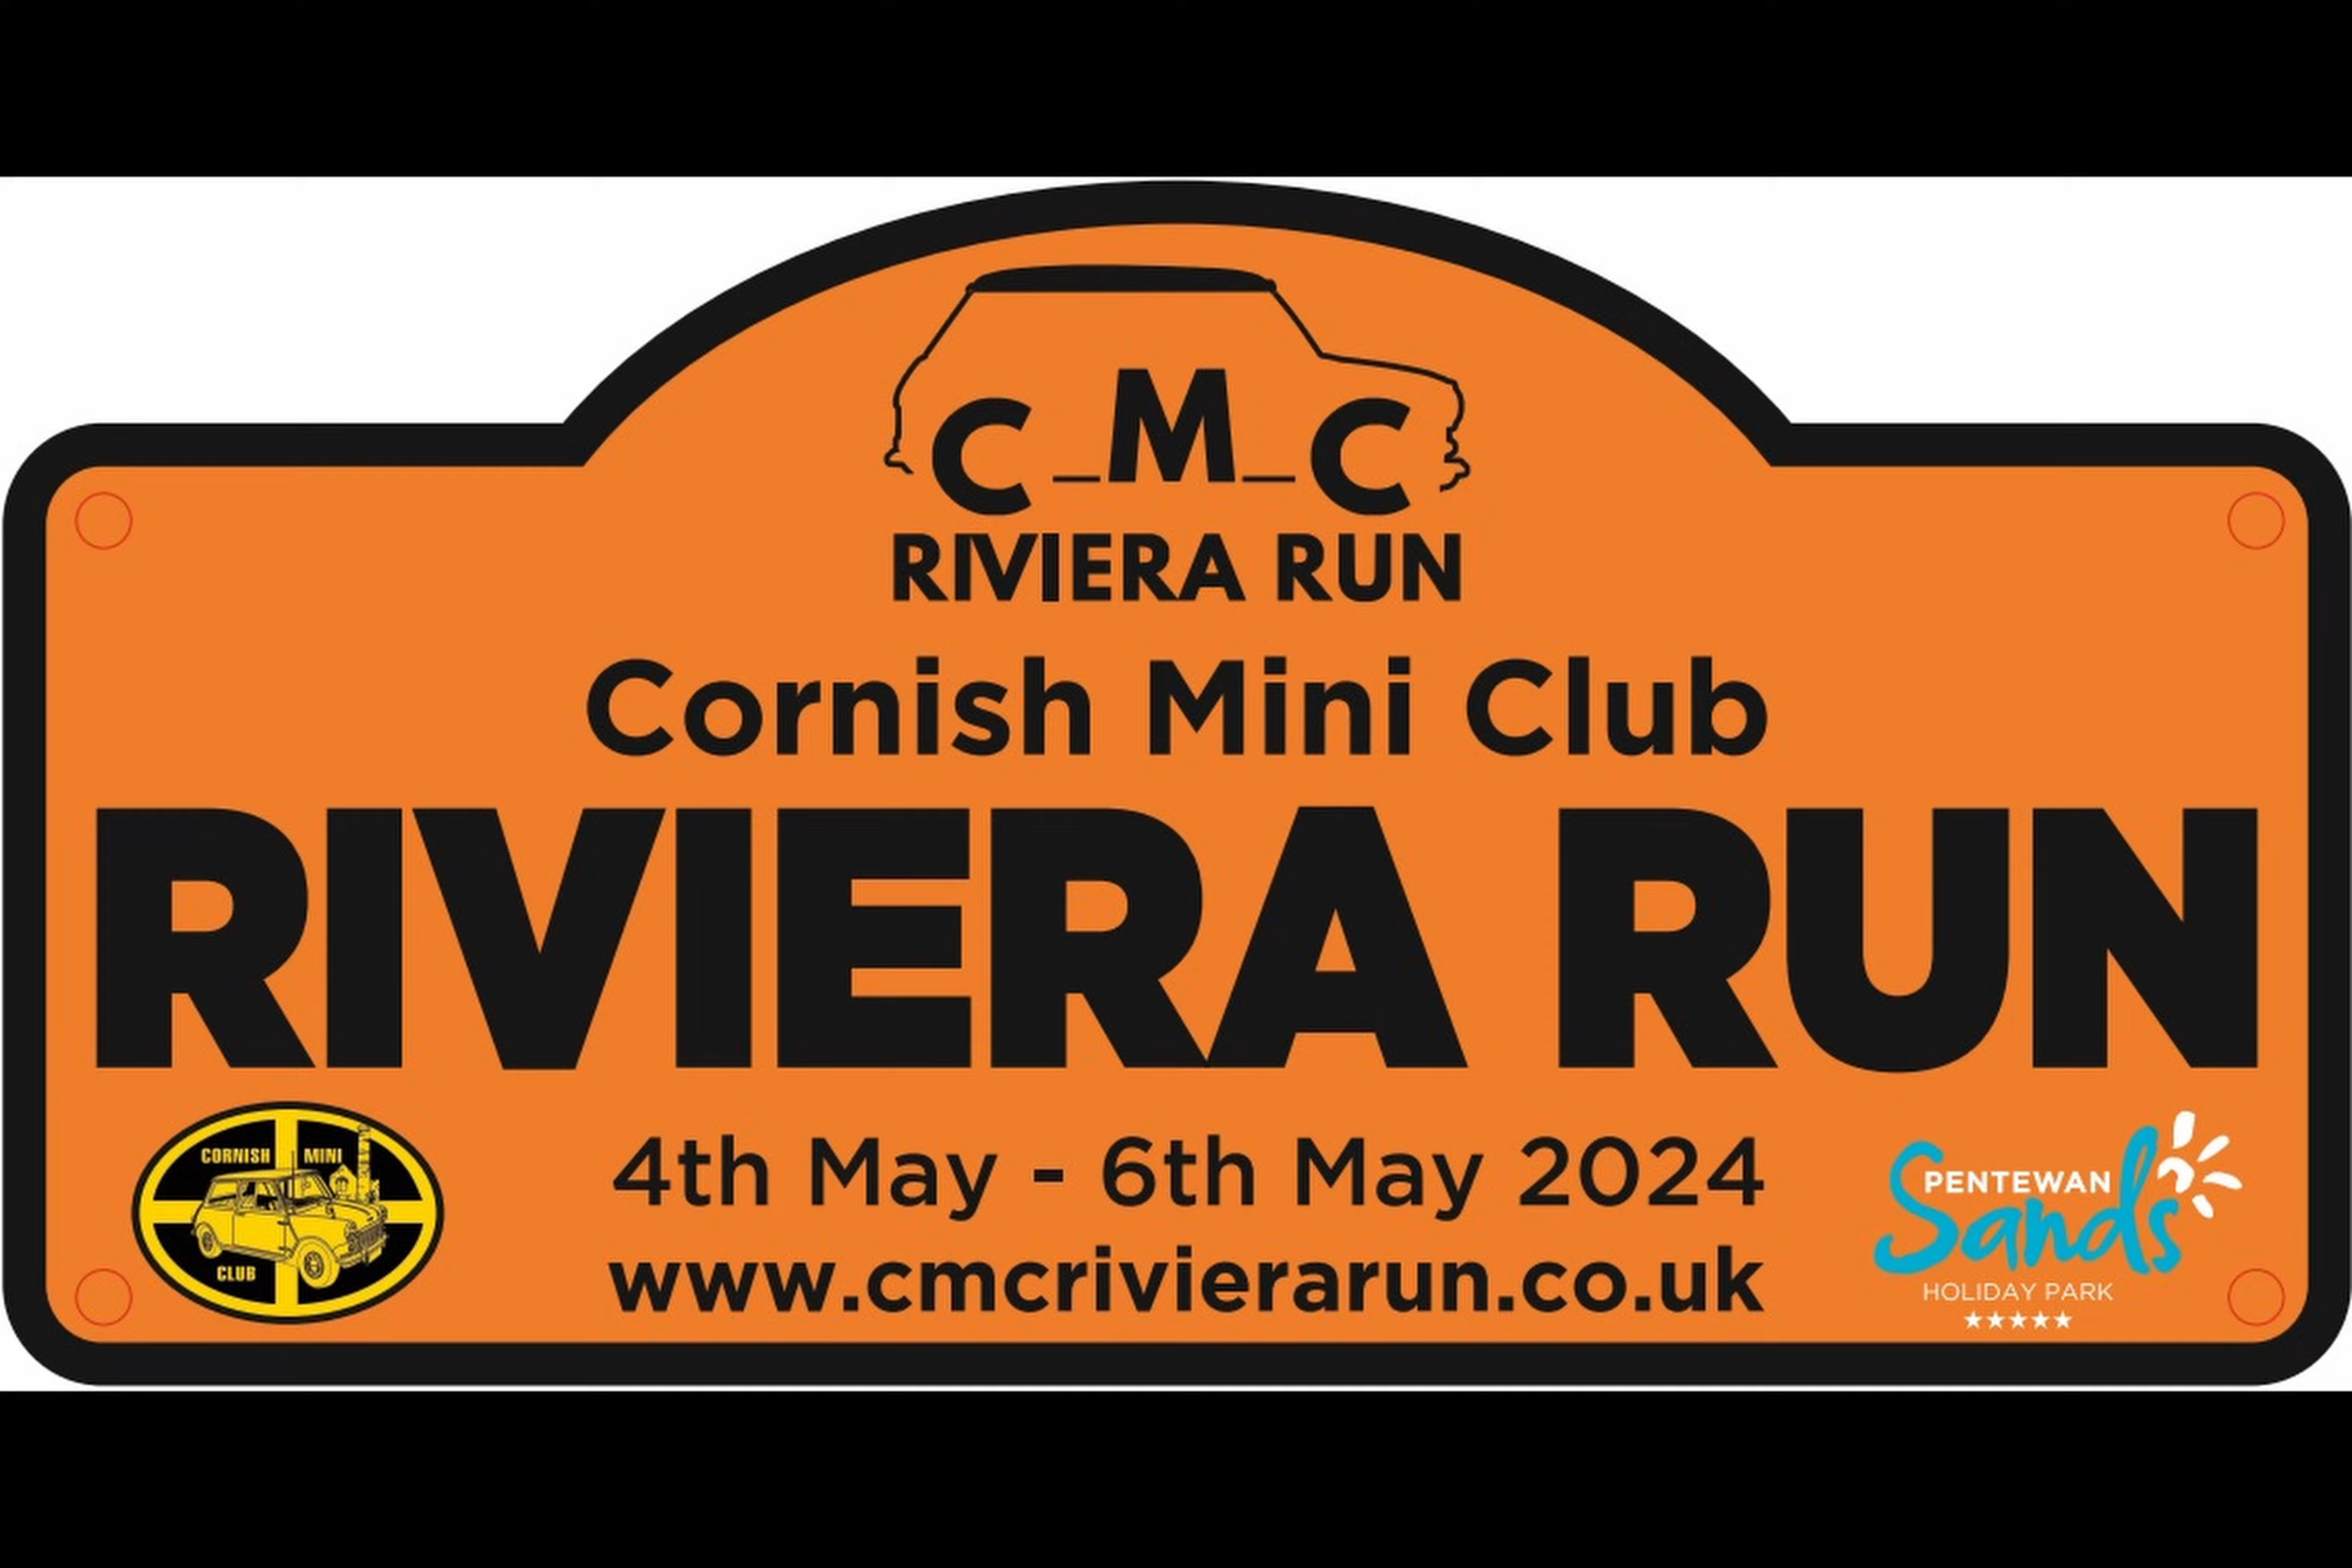 C_M_C
RIVIERA RUN
Cornish Mini Club
RIVIERA RUN
CORNISH MINI
CLUB
4th May - 6th May 2024
www.cmcrivierarun.co.uk
PENTEWAN
Sands
HOLIDAY PARK